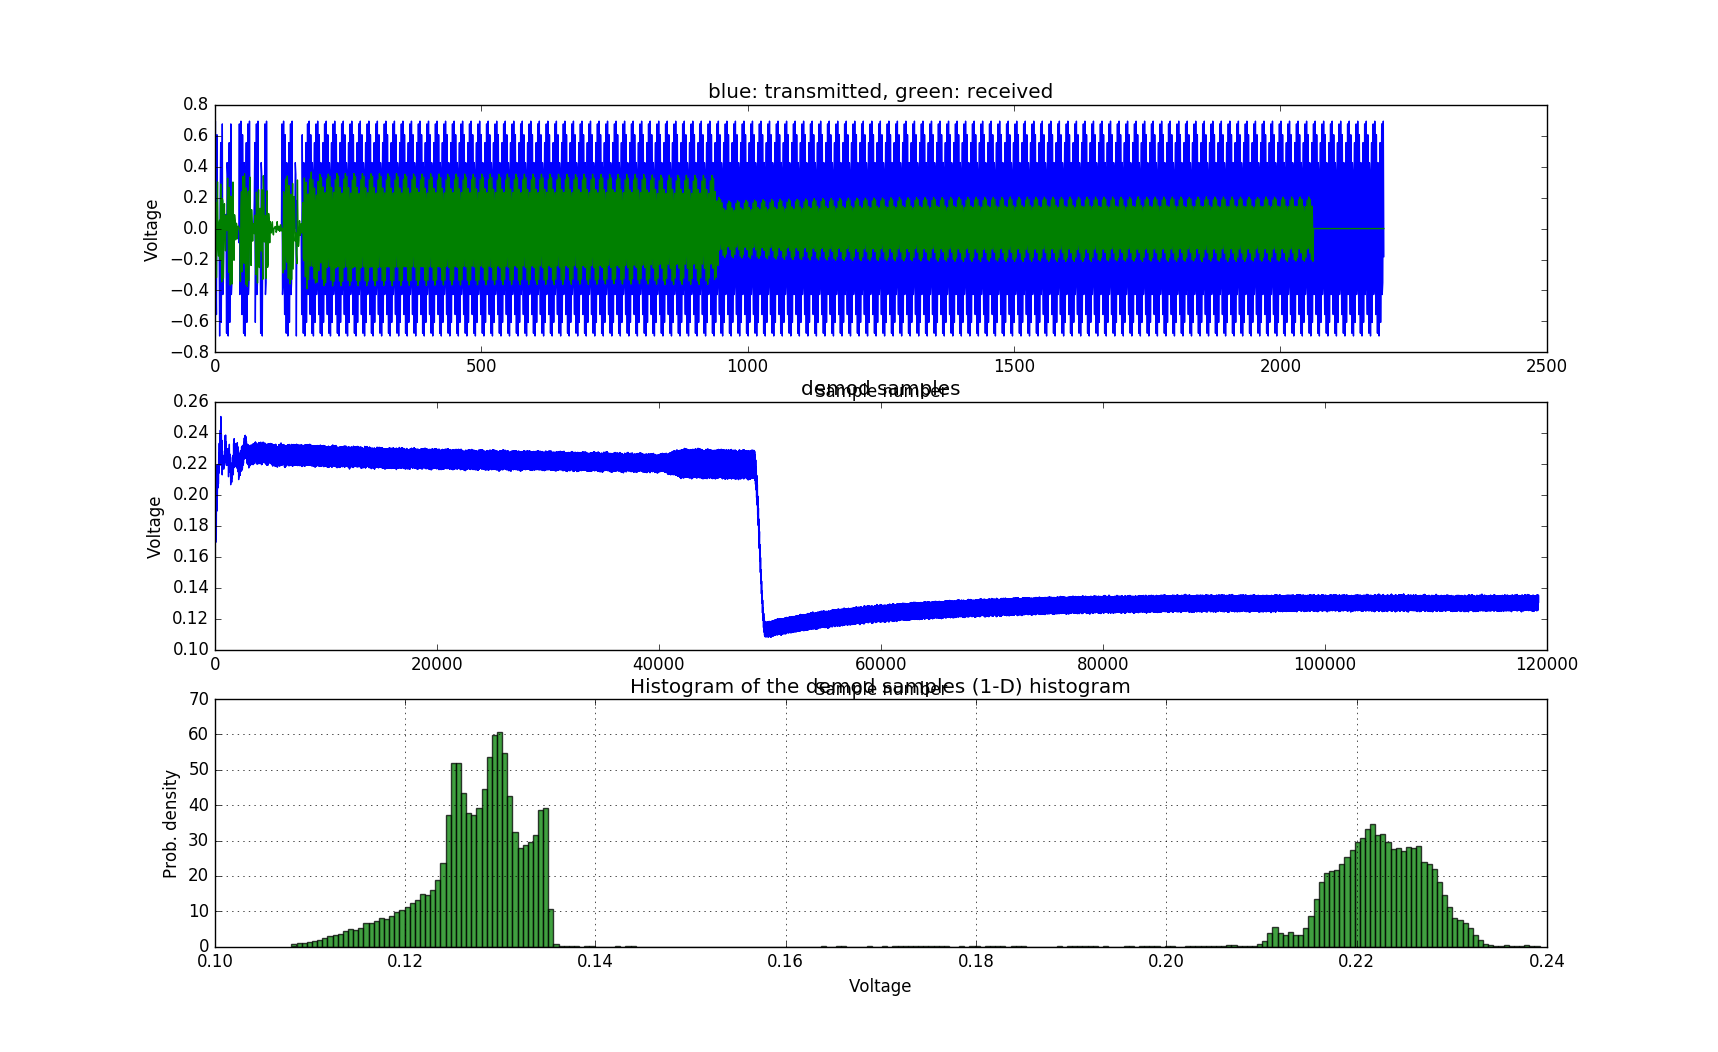 blue: transmitted, green: received
0.8
0.6
0.4
0.2
0.0
−0.2
−0.4
−0.6
−0.8
Voltage
0 500 1000 1500 2000 2500
Sample number
demod samples
0.26
0.24
0.22
0.20
0.18
0.16
0.14
0.12
0.10
Voltage
0 20000 40000 60000 80000 100000 120000
Sample number
Histogram of the demod samples (1-D) histogram
70
60
50
40
30
20
10
0
Prob. density
0.10 0.12 0.14 0.16 0.18 0.20 0.22 0.24
Voltage